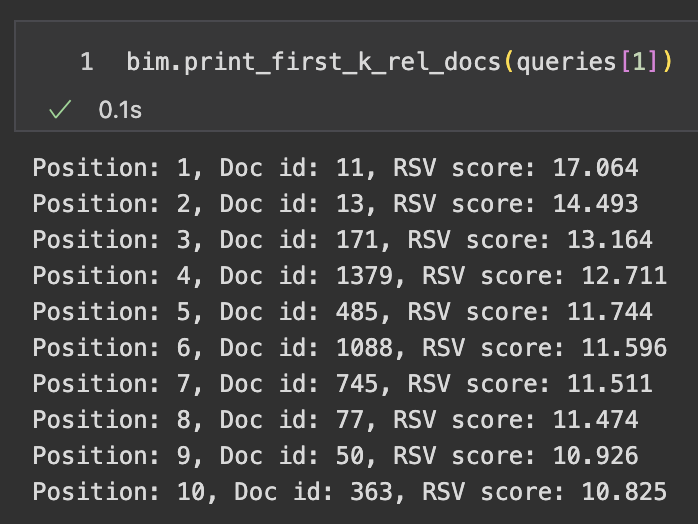 1 bim.print_first_k_rel_docs(queries[1])
✓ 0.1s
Position: 1, Doc id: 11, RSV score: 17.064
Position: 2, Doc id: 13, RSV score: 14.493
Position: 3, Doc id: 171, RSV score: 13.164
Position: 4, Doc id: 1379, RSV score: 12.711
Position: 5, Doc id: 485, RSV score: 11.744
Position: 6, Doc id: 1088, RSV score: 11.596
Position: 7, Doc id: 745, RSV score: 11.511
Position: 8, Doc id: 77, RSV score: 11.474
Position: 9, Doc id: 50, RSV score: 10.926
Position: 10, Doc id: 363, RSV score: 10.825